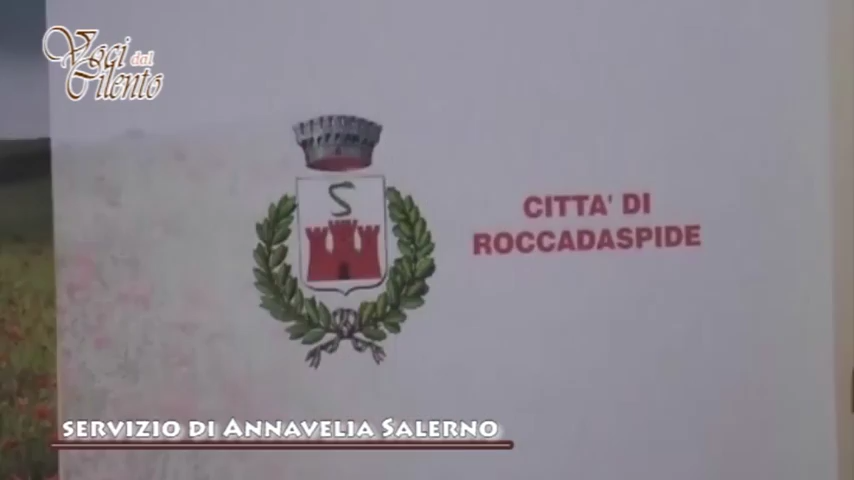 Voci dal
Cilento
CITTA' DI
ROCCADASPIDE
SERVIZIO DI ANNAVELIA SALERNO